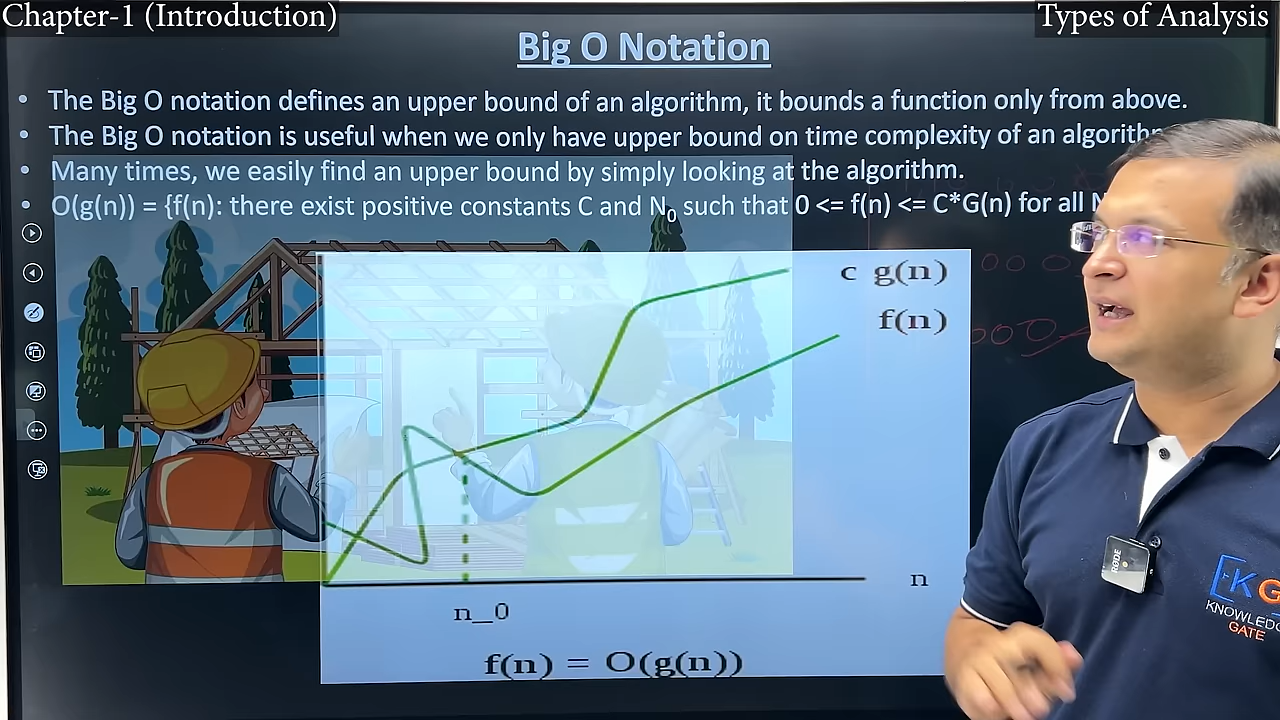 Chapter-1 (Introduction)
Types of Analysis
Big O Notation
• The Big O notation defines an upper bound of an algorithm, it bounds a function only from above.
• The Big O notation is useful when we only have upper bound on time complexity of an
• Many times, we easily find an upper bound by simply looking at the algorithm.
• O(g(n)) = {f(n): there exist positive constants C and N₀ such that 0 <= f(n) <= C*G(n) for all
c g(n)
f(n)
n
n_0
f(n) = O(g(n))
RØDE
KG
KNOWLEDG
GATE